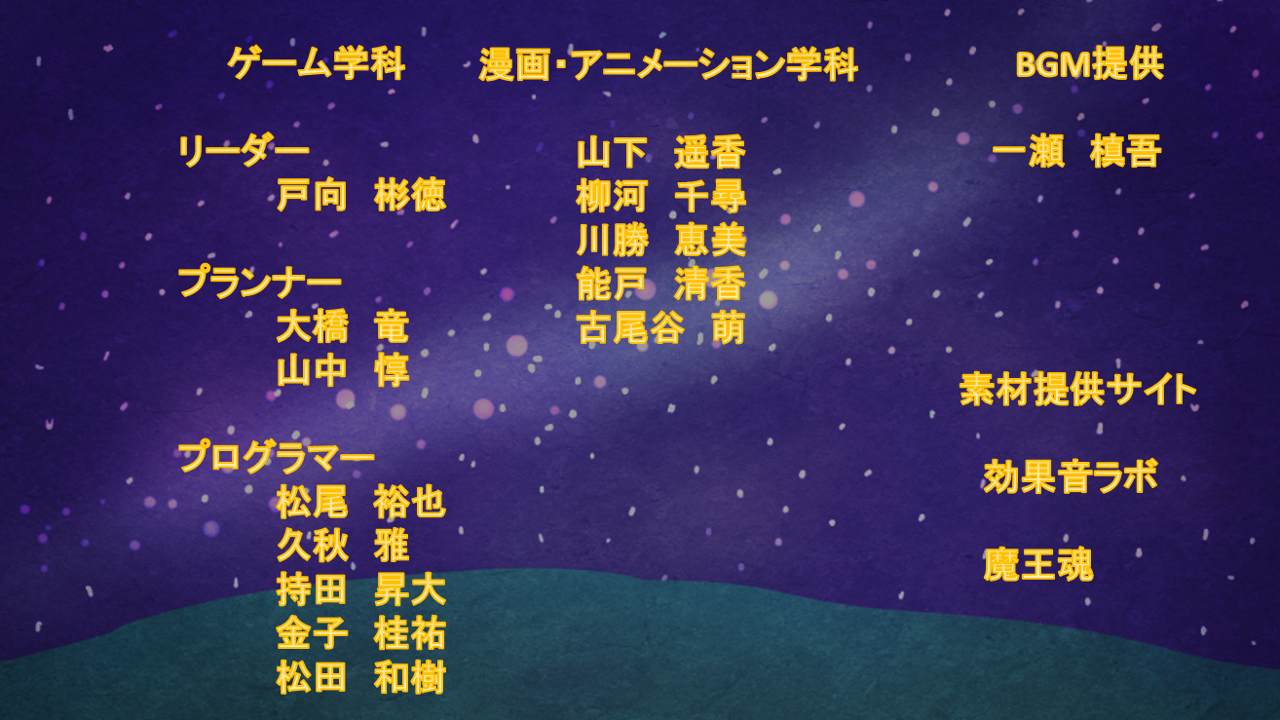 ゲーム学科
リーダー
戸向 彬徳
プランナー
大橋 竜
山中 惇
プログラマー
松尾 裕也
久秋 雅
持田 昇大
金子 桂祐
松田 和樹
漫画・アニメーション学科
山下 遥香
柳河 千尋
川勝 恵美
能戸 清香
古尾谷 萌
BGM提供
一瀬 槙吾
素材提供サイト
効果音ラボ
魔王魂